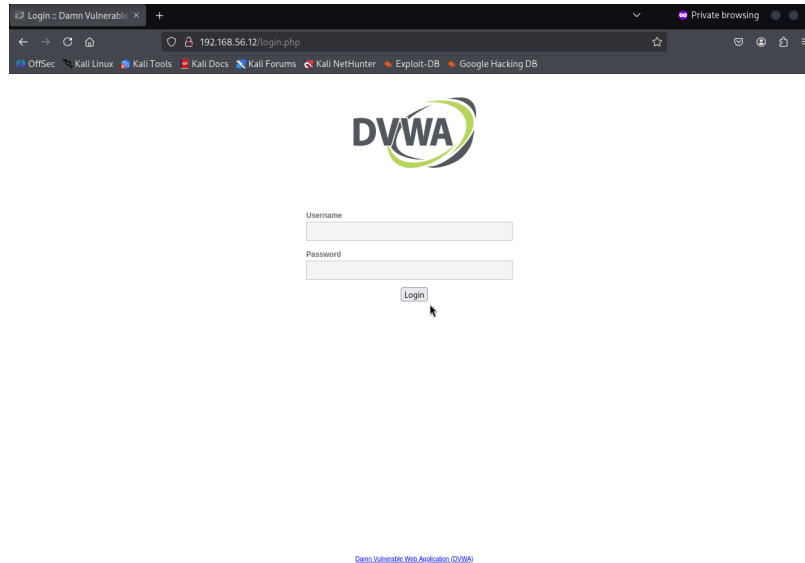 Login :: Damn Vulnerable
Private browsing
192.168.56.12/login.php
OffSec Kali Linux Kali Tools Kali Docs Kali Forums Kali NetHunter Exploit-DB Google Hacking DB
DVWA
Username
Password
Login
Damn Vulnerable Web Application (DVWA)